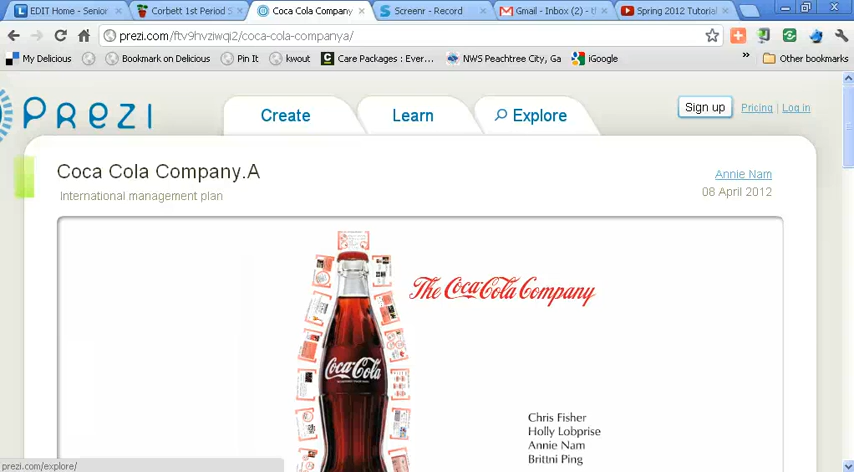 EDIT Home - Senior
Corbett 1st Period S
Coca Cola Company
Screenr - Record
Gmail - Inbox (2) - t
Spring 2012 Tutorial
prezi.com/ftv9hvziwqi2/coca-cola-companya/
My Delicious
Bookmark on Delicious
Pin It
kwout
Care Packages : Ever…
NWS Peachtree City, Ga
iGoogle
»
Other bookmarks
PREZI
Create
Learn
Explore
Sign up
Pricing | Log in
Coca Cola Company.A
Annie Nam
International management plan
08 April 2012
The Coca-Cola Company
Coca-Cola
Chris Fisher
Holly Lobprise
Annie Nam
Brittni Ping
prezi.com/explore/